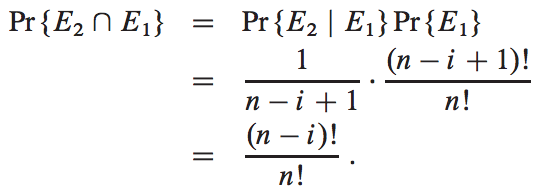 Pr{E₂ ∩ E₁} = Pr{E₂ | E₁} Pr{E₁}
= 1/(n − i + 1) · (n − i + 1)!/n!
= (n − i)!/n! .